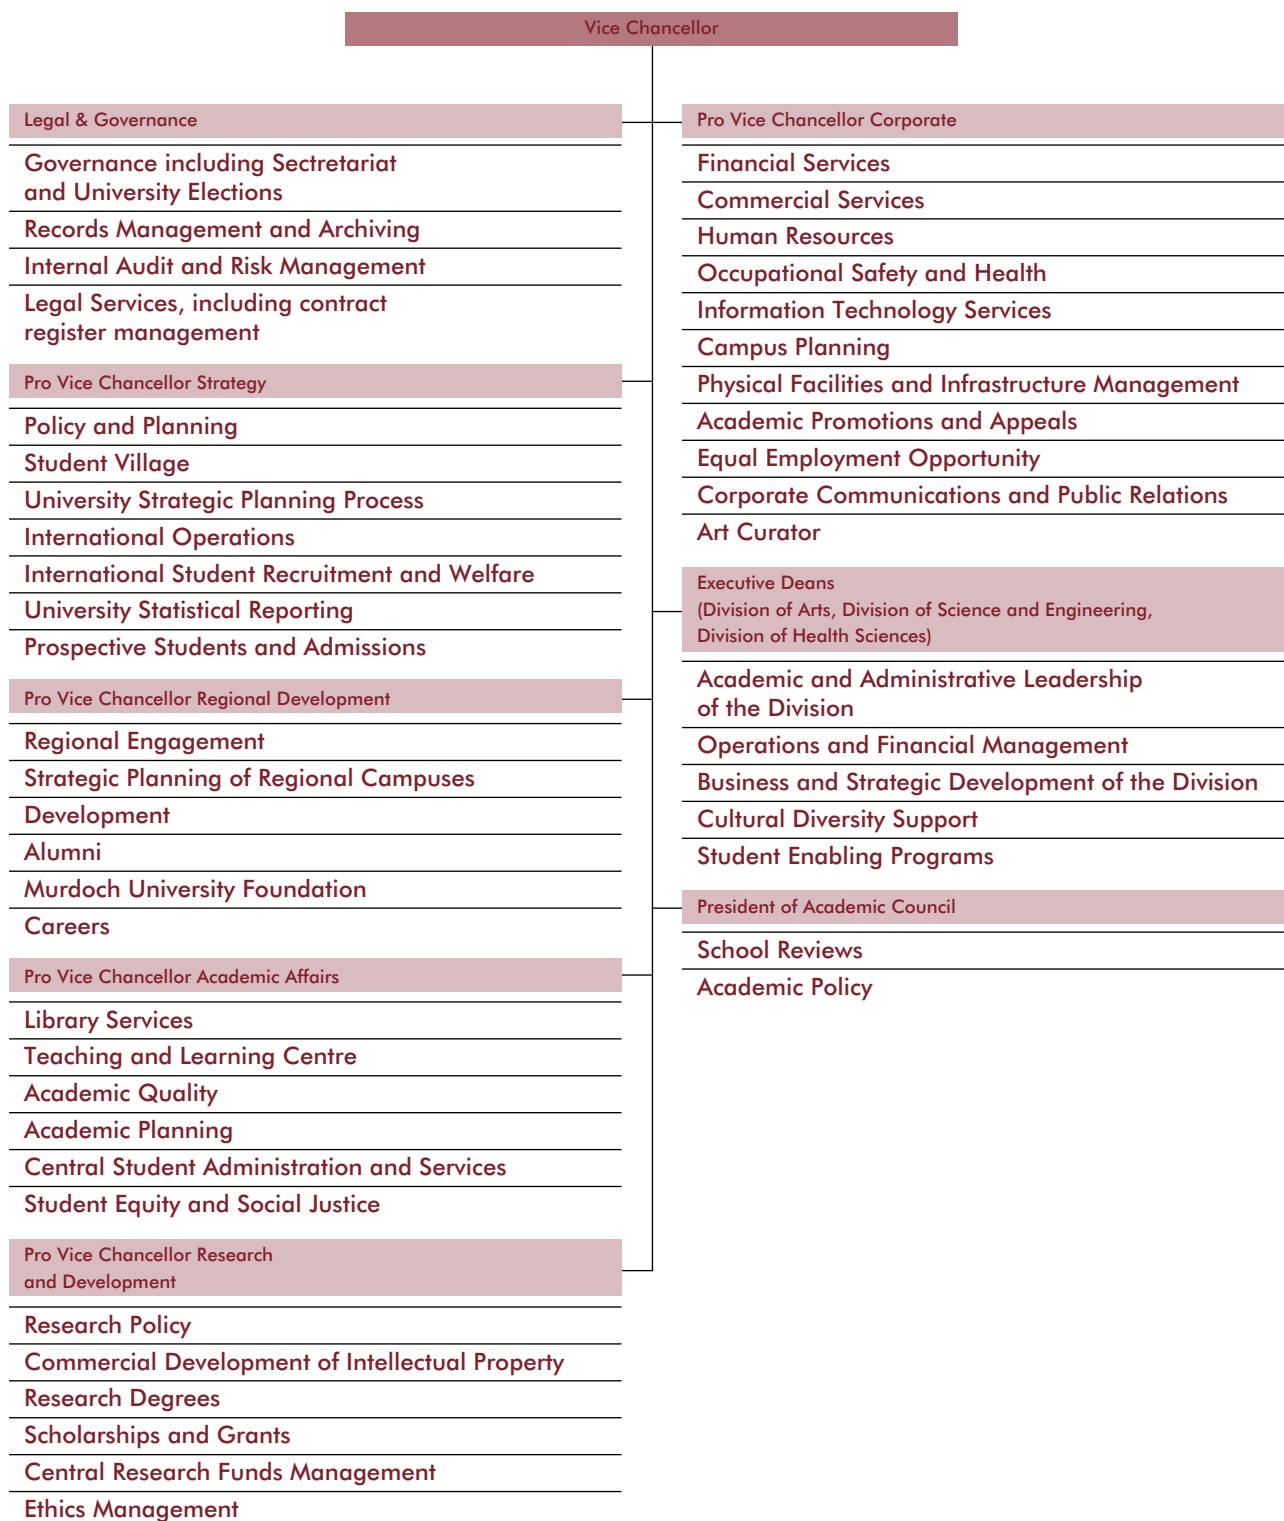 Vice Chancellor
Legal & Governance
Governance including Sectretariat
and University Elections
Records Management and Archiving
Internal Audit and Risk Management
Legal Services, including contract
register management
Pro Vice Chancellor Strategy
Policy and Planning
Student Village
University Strategic Planning Process
International Operations
International Student Recruitment and Welfare
University Statistical Reporting
Prospective Students and Admissions
Pro Vice Chancellor Regional Development
Regional Engagement
Strategic Planning of Regional Campuses
Development
Alumni
Murdoch University Foundation
Careers
Pro Vice Chancellor Academic Affairs
Library Services
Teaching and Learning Centre
Academic Quality
Academic Planning
Central Student Administration and Services
Student Equity and Social Justice
Pro Vice Chancellor Research
and Development
Research Policy
Commercial Development of Intellectual Property
Research Degrees
Scholarships and Grants
Central Research Funds Management
Ethics Management
Pro Vice Chancellor Corporate
Financial Services
Commercial Services
Human Resources
Occupational Safety and Health
Information Technology Services
Campus Planning
Physical Facilities and Infrastructure Management
Academic Promotions and Appeals
Equal Employment Opportunity
Corporate Communications and Public Relations
Art Curator
Executive Deans
(Division of Arts, Division of Science and Engineering,
Division of Health Sciences)
Academic and Administrative Leadership
of the Division
Operations and Financial Management
Business and Strategic Development of the Division
Cultural Diversity Support
Student Enabling Programs
President of Academic Council
School Reviews
Academic Policy